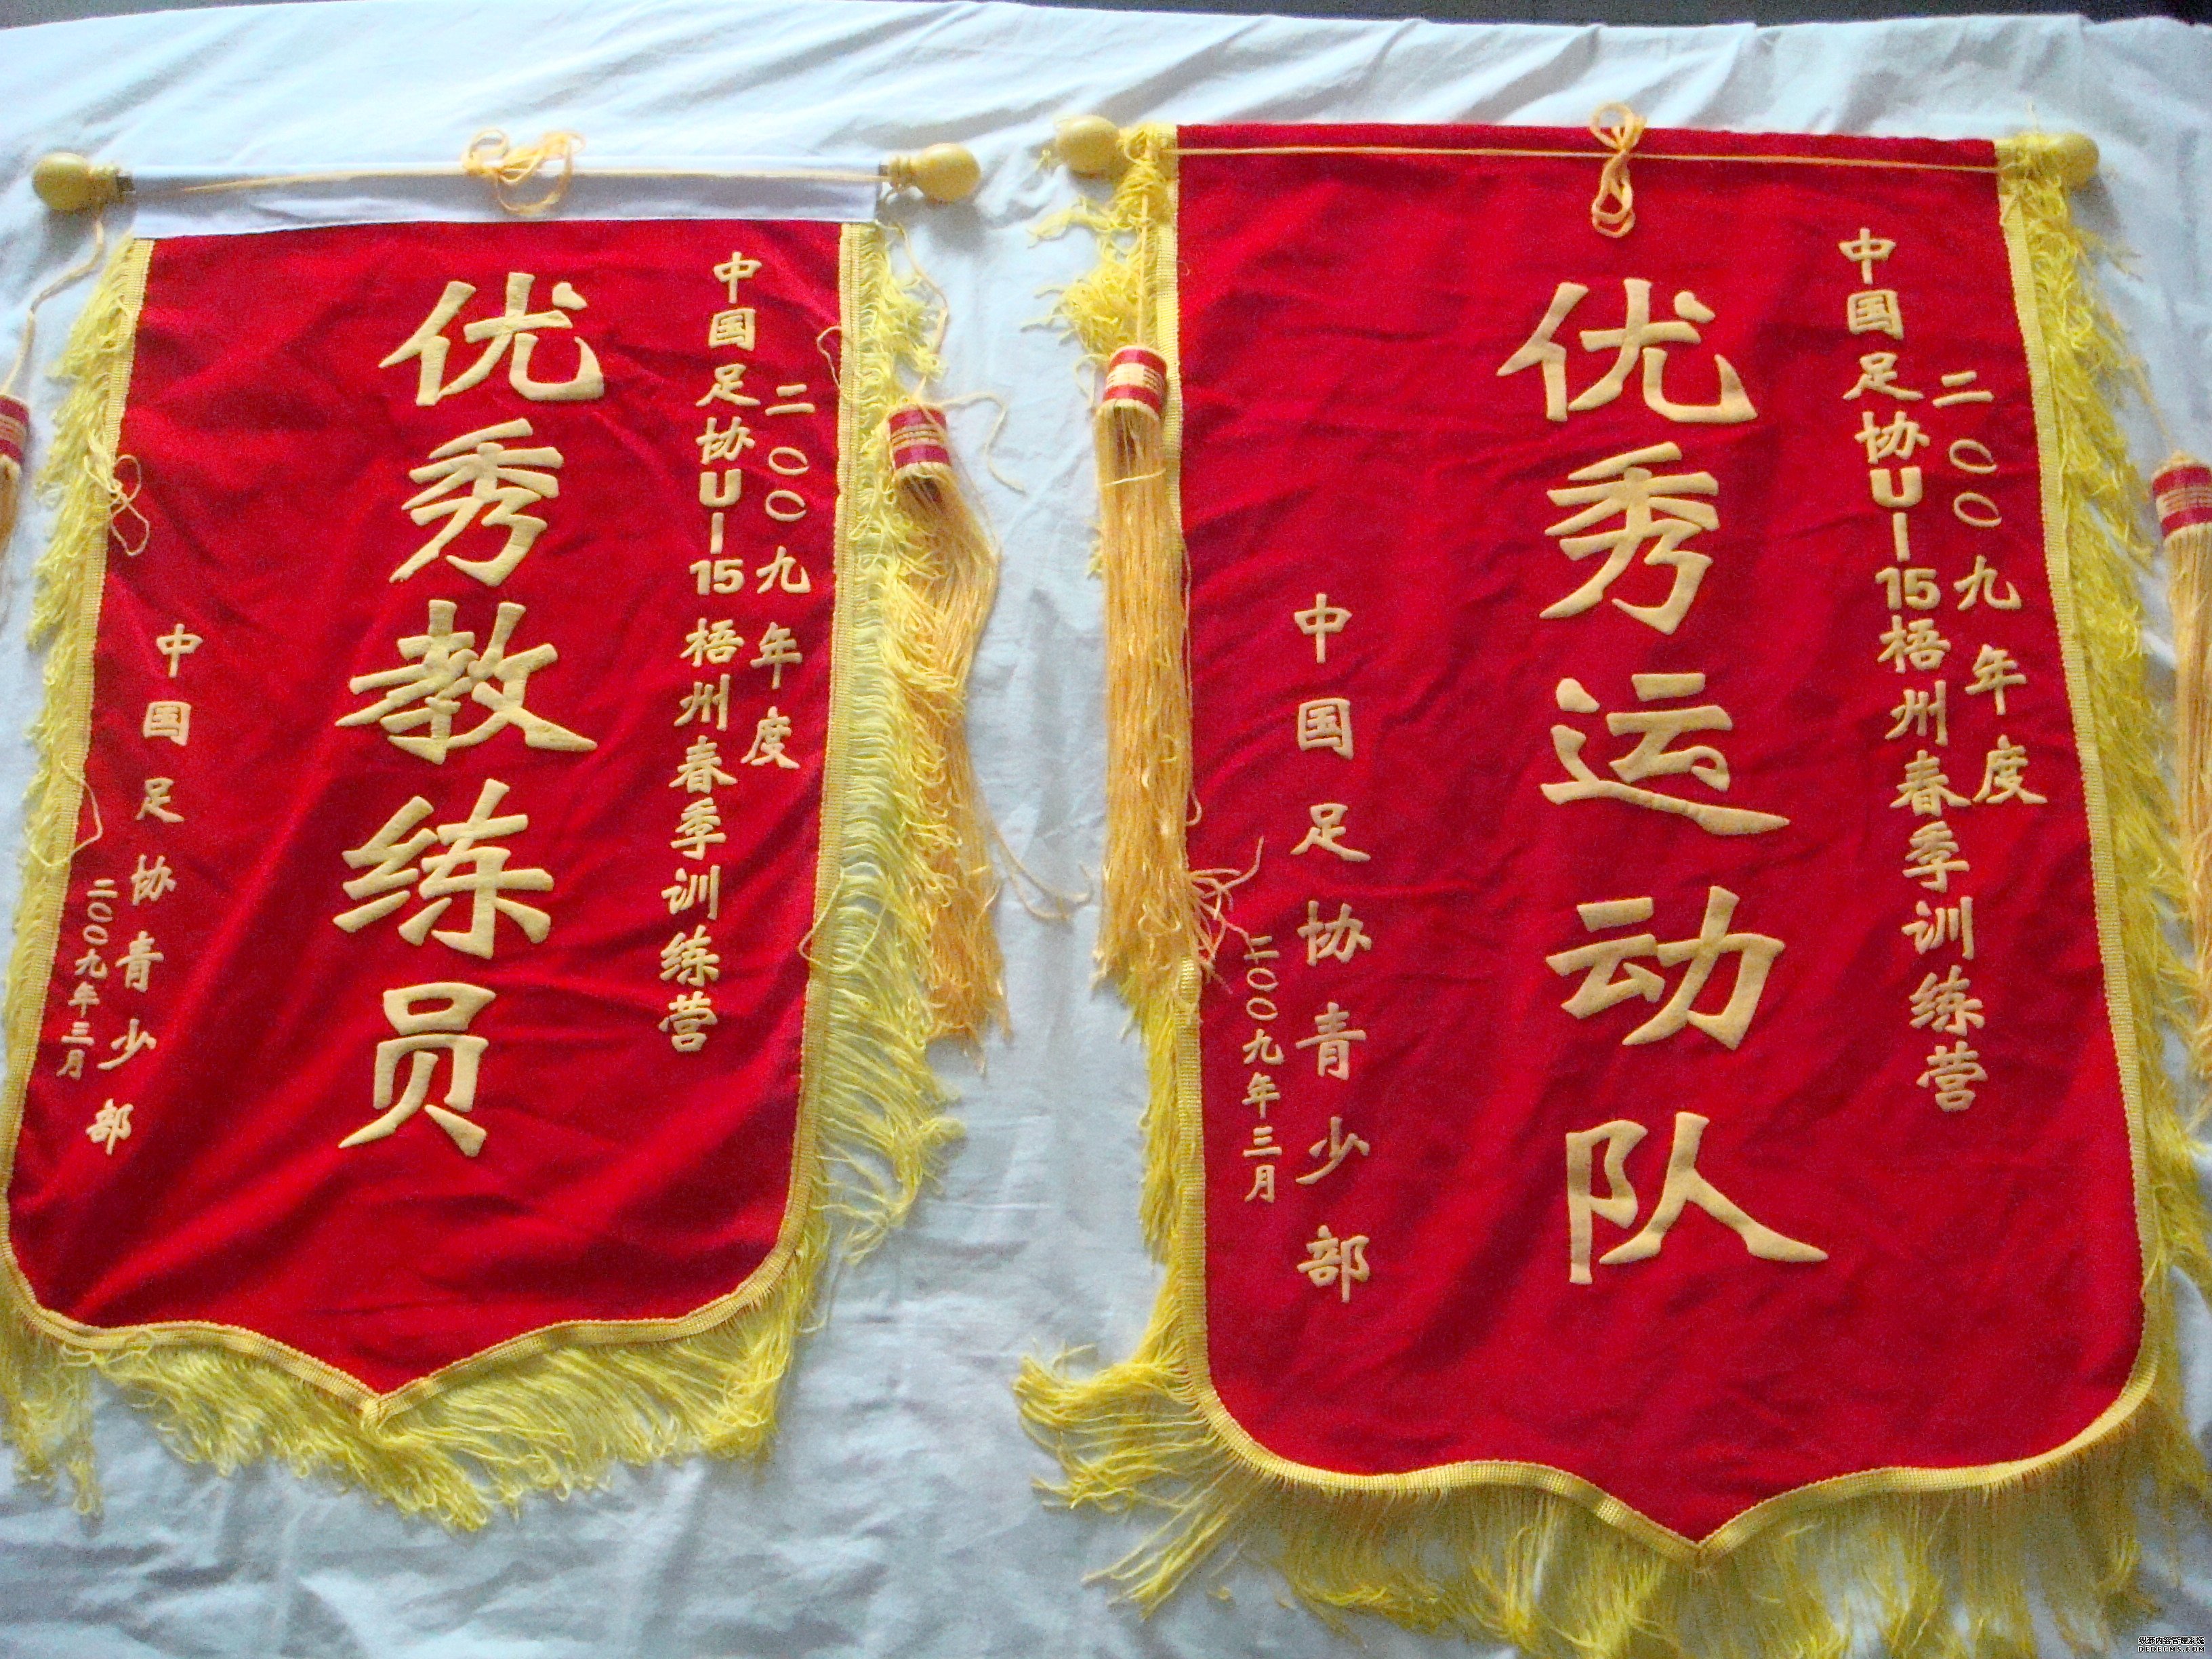 二〇〇九年度
中国足协U-15梧州春季训练营
优秀教练员
中国足协青少部
二〇〇九年三月
二〇〇九年度
中国足协U-15梧州春季训练营
优秀运动队
中国足协青少部
二〇〇九年三月
织梦内容管理系统
DEDECMS.COM